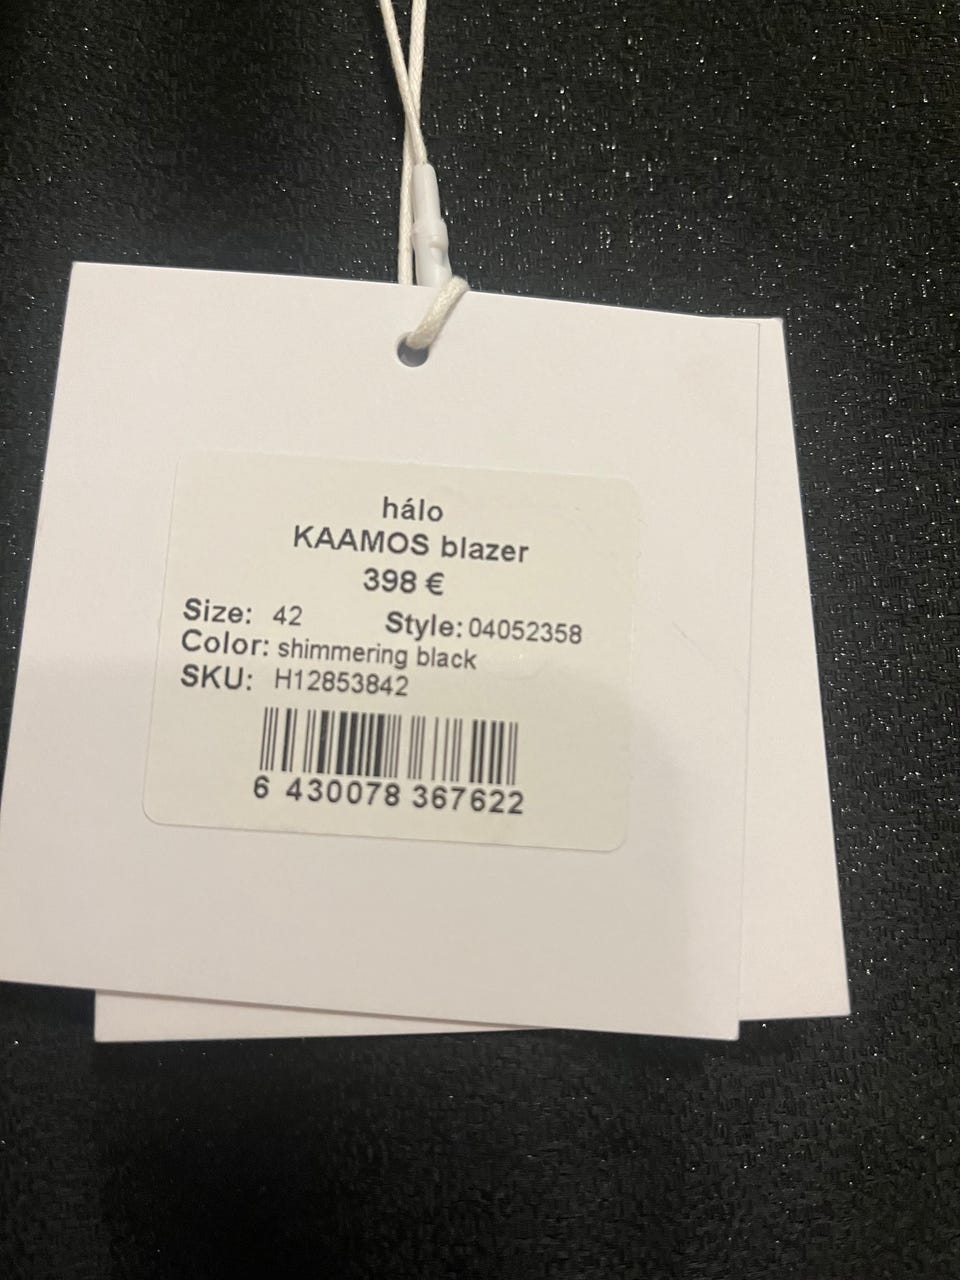 hálo
KAAMOS blazer
398 €
Size: 42 Style: 04052358
Color: shimmering black
SKU: H12853842
6 430078 367622